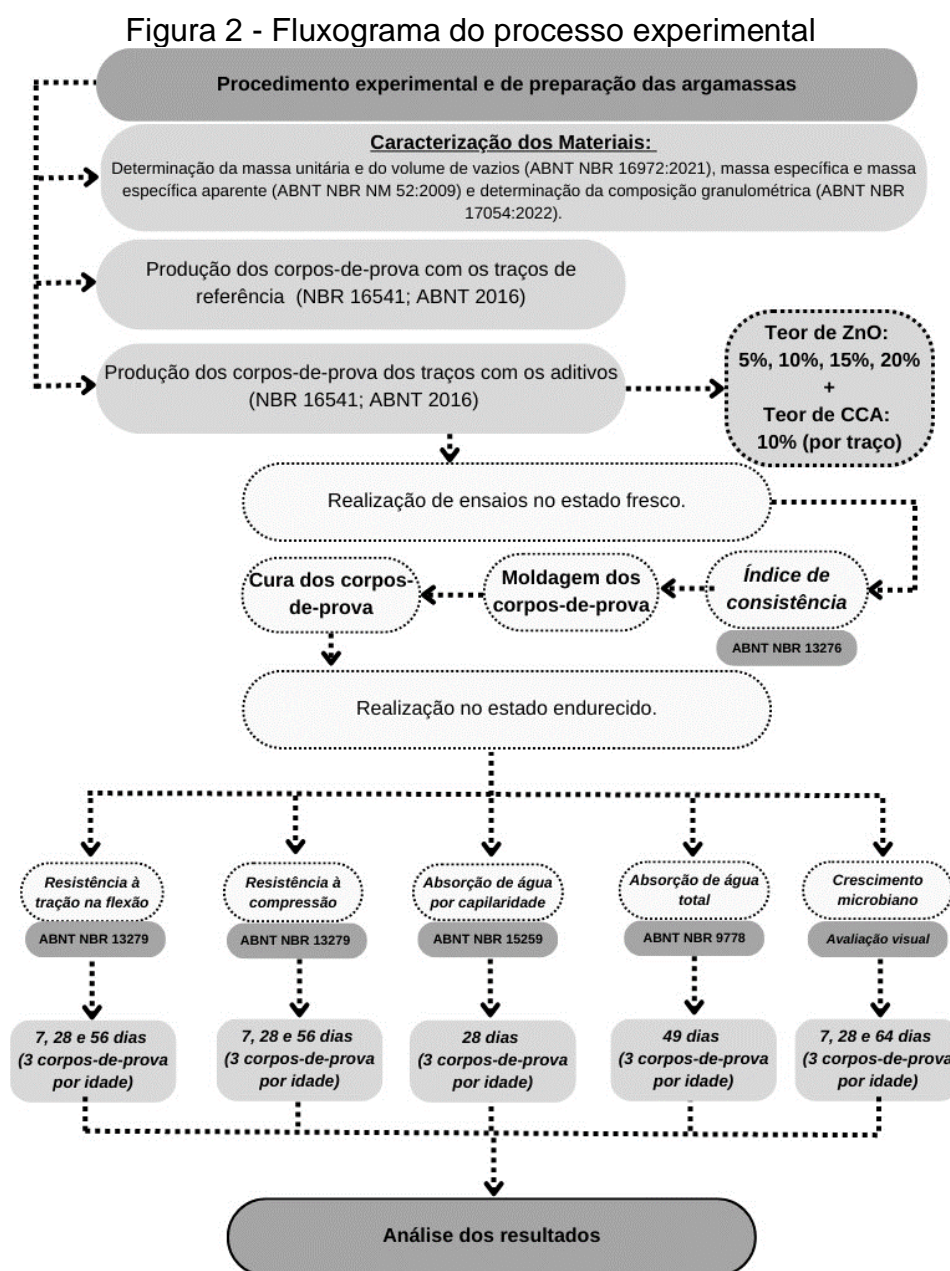 Figura 2 - Fluxograma do processo experimental
Procedimento experimental e de preparação das argamassas
Caracterização dos Materiais:
Determinação da massa unitária e do volume de vazios (ABNT NBR 16972:2021), massa específica e massa
específica aparente (ABNT NBR NM 52:2009) e determinação da composição granulométrica (ABNT NBR
17054:2022).
Produção dos corpos-de-prova com os traços de
referência (NBR 16541; ABNT 2016)
Produção dos corpos-de-prova dos traços com os aditivos
(NBR 16541; ABNT 2016)
Teor de ZnO:
5%, 10%, 15%, 20%
+
Teor de CCA:
10% (por traço)
Realização de ensaios no estado fresco.
Cura dos corpos-
de-prova
Moldagem dos
corpos-de-prova
Índice de
consistência
ABNT NBR 13276
Realização no estado endurecido.
Resistência à
tração na flexão
ABNT NBR 13279
7, 28 e 56 dias
(3 corpos-de-prova
por idade)
Resistência à
compressão
ABNT NBR 13279
7, 28 e 56 dias
(3 corpos-de-prova
por idade)
Absorção de água
por capilaridade
ABNT NBR 15259
28 dias
(3 corpos-de-prova
por idade)
Absorção de água
total
ABNT NBR 9778
49 dias
(3 corpos-de-prova
por idade)
Crescimento
microbiano
Avaliação visual
7, 28 e 64 dias
(3 corpos-de-prova
por idade)
Análise dos resultados